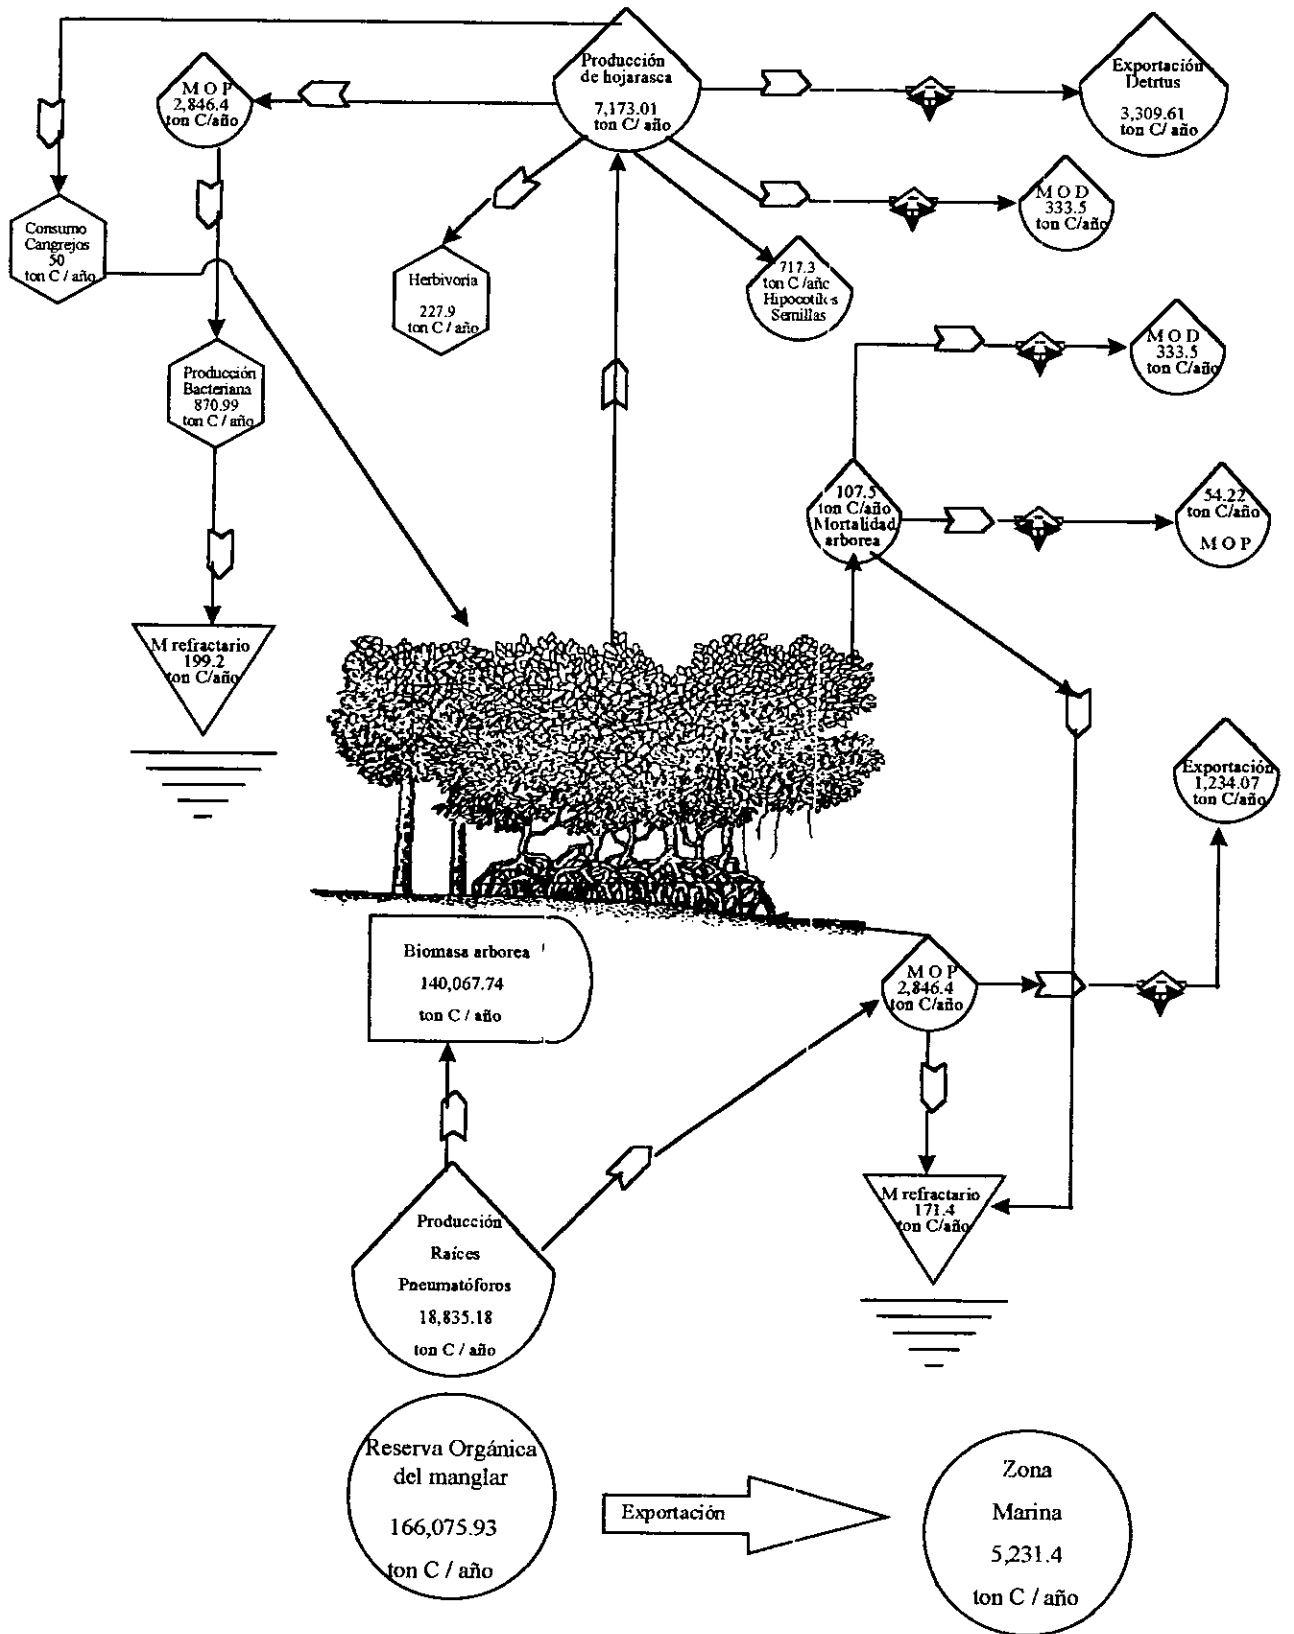 Producción
de hojarasca
7,173.01
ton C / año
M O P
2,846.4
ton C/año
Exportación
Detrtus
3,309.61
ton C / año
M O D
333.5
ton C/año
Consumo
Cangrejos
50
ton C / año
Herbivoría
227.9
ton C / año
717.3
ton C /año
Hipocotiles
Semillas
M O D
333.5
ton C/año
Producción
Bacteriana
870.99
ton C / año
107.5
ton C/año
Mortalidad
arborea
54.22
ton C/año
M O P
M refractario
199.2
ton C/año
Exportación
1,234.07
ton C/año
Biomasa arborea
140,067.74
ton C / año
M O P
2,846.4
ton C/año
M refractario
171.4
ton C/año
Producción
Raíces
Pneumatóforos
18,835.18
ton C / año
Reserva Orgánica
del manglar
166,075.93
ton C / año
Exportación
Zona
Marina
5,231.4
ton C / año